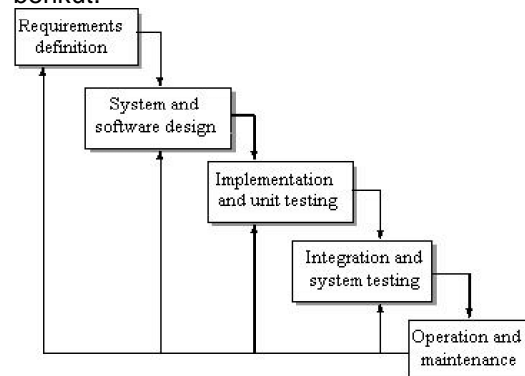 berikut:
Requirements
definition
System and
software design
Implementation
and unit testing
Integration and
system testing
Operation and
maintenance